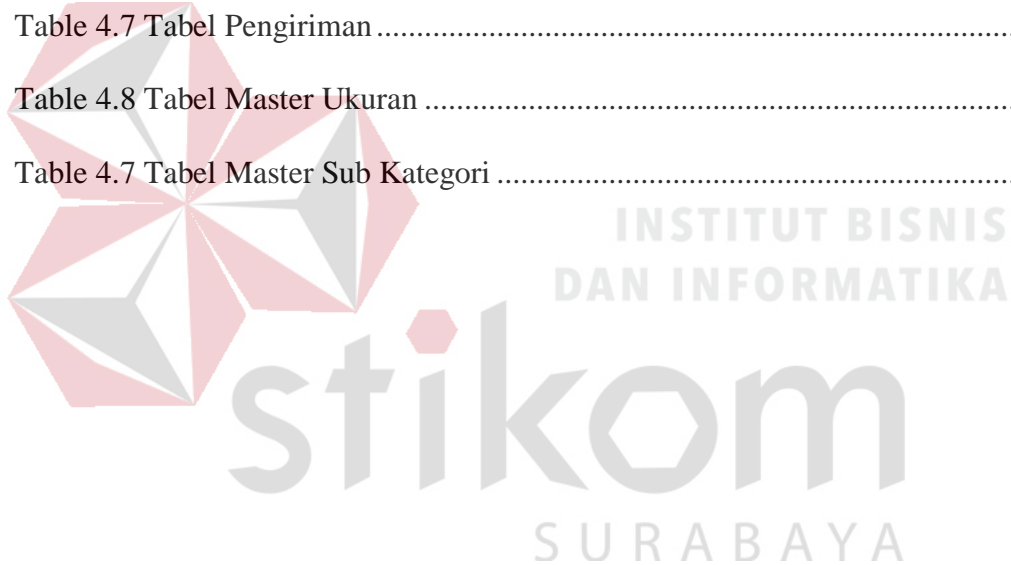 Table 4.7 Tabel Pengiriman ....................................................................
Table 4.8 Tabel Master Ukuran ..............................................................
Table 4.7 Tabel Master Sub Kategori ......................................................
INSTITUT BISNIS
DAN INFORMATIKA
stikom
SURABAYA